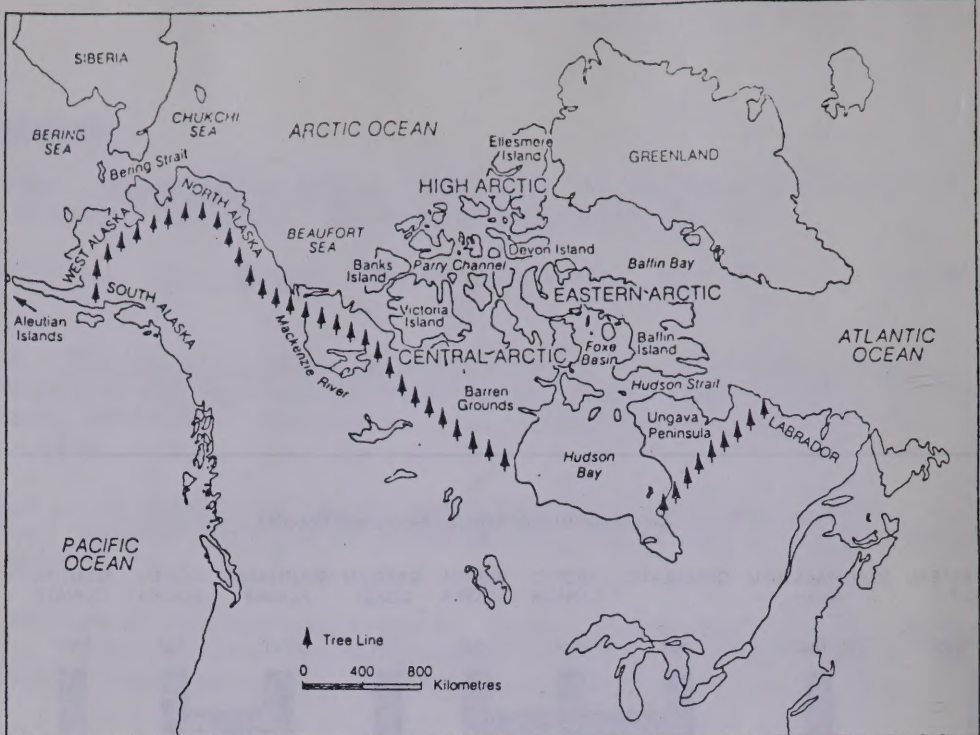 SIBERIA
CHUKCHI
SEA
BERING
SEA
Bering Strait
ARCTIC OCEAN
Ellesmere
Island
GREENLAND
HIGH ARCTIC
NORTH ALASKA
WEST ALASKA
BEAUFORT
SEA
Banks
Island
Parry Channel
Devon Island
Baffin Bay
SOUTH ALASKA
Aleutian
Islands
Victoria
Island
EASTERN ARCTIC
Foxe
Basin
Baffin
Island
ATLANTIC
OCEAN
Mackenzie River
CENTRAL ARCTIC
Hudson Strait
Barren
Grounds
Ungava
Peninsula
LABRADOR
Hudson
Bay
PACIFIC
OCEAN
Tree Line
0 400 800
Kilometres